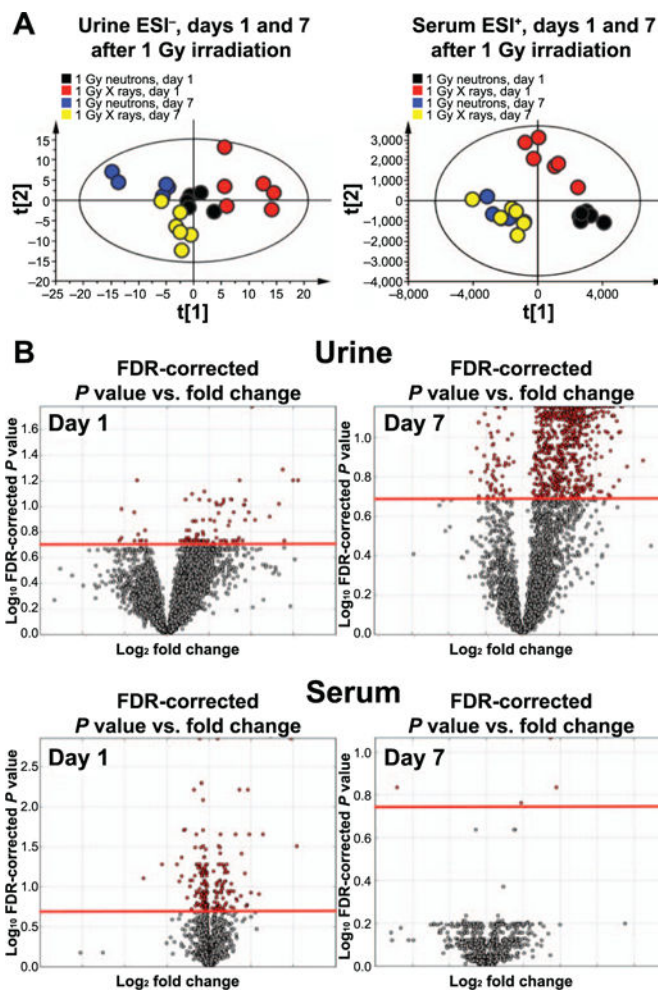 A
Urine ESI⁻, days 1 and 7
after 1 Gy irradiation
1 Gy neutrons, day 1
1 Gy X rays, day 1
1 Gy neutrons, day 7
1 Gy X rays, day 7
t[2]
15
10
5
0
−5
−10
−15
−20
−25 −20 −15 −10 −5 0 5 10 15 20 25
t[1]
Serum ESI⁺, days 1 and 7
after 1 Gy irradiation
1 Gy neutrons, day 1
1 Gy X rays, day 1
1 Gy neutrons, day 7
1 Gy X rays, day 7
t[2]
3,000
2,000
1,000
0
−1,000
−2,000
−3,000
−4,000
−8,000 −4,000 0 4,000
t[1]
B
Urine
FDR-corrected
P value vs. fold change
Day 1
Log₁₀ FDR-corrected P value
1.6
1.4
1.2
1.0
0.8
0.6
0.4
0.2
0.0
Log₂ fold change
FDR-corrected
P value vs. fold change
Day 7
Log₁₀ FDR-corrected P value
1.0
0.8
0.6
0.4
0.2
0.0
Log₂ fold change
Serum
FDR-corrected
P value vs. fold change
Day 1
Log₁₀ FDR-corrected P value
2.5
2.0
1.5
1.0
0.5
0.0
Log₂ fold change
FDR-corrected
P value vs. fold change
Day 7
Log₁₀ FDR-corrected P value
1.0
0.8
0.6
0.4
0.2
0.0
Log₂ fold change